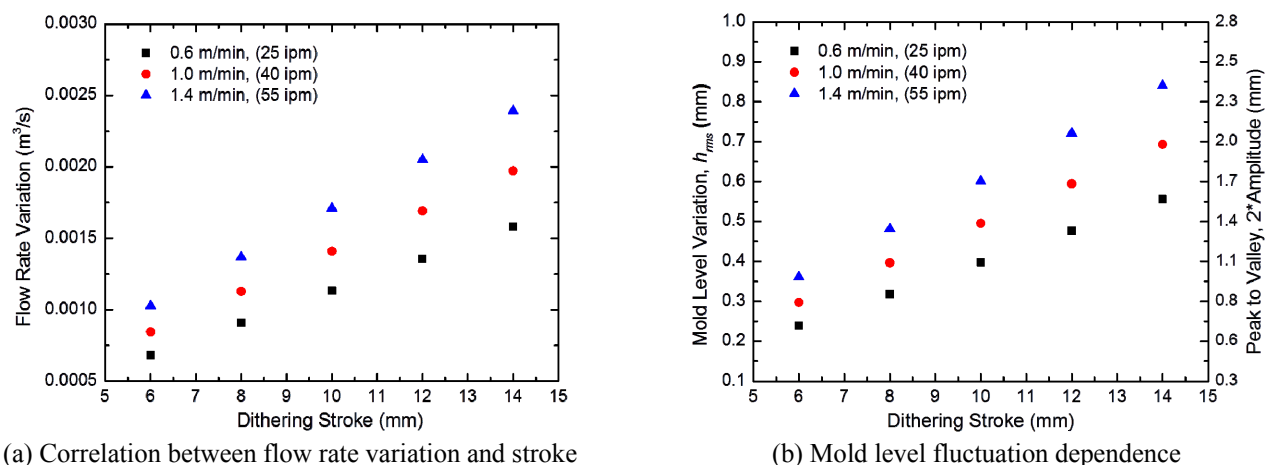 0.0030
0.0025
0.0020
0.0015
0.0010
0.0005
Flow Rate Variation (m³/s)
0.6 m/min, (25 ipm)
1.0 m/min, (40 ipm)
1.4 m/min, (55 ipm)
5 6 7 8 9 10 11 12 13 14 15
Dithering Stroke (mm)
(a) Correlation between flow rate variation and stroke
1.0
0.9
0.8
0.7
0.6
0.5
0.4
0.3
0.2
0.1
Mold Level Variation, hrms (mm)
0.6 m/min, (25 ipm)
1.0 m/min, (40 ipm)
1.4 m/min, (55 ipm)
2.8
2.5
2.3
2.0
1.7
1.4
1.1
0.8
0.6
0.3
Peak to Valley, 2*Amplitude (mm)
5 6 7 8 9 10 11 12 13 14 15
Dithering Stroke (mm)
(b) Mold level fluctuation dependence